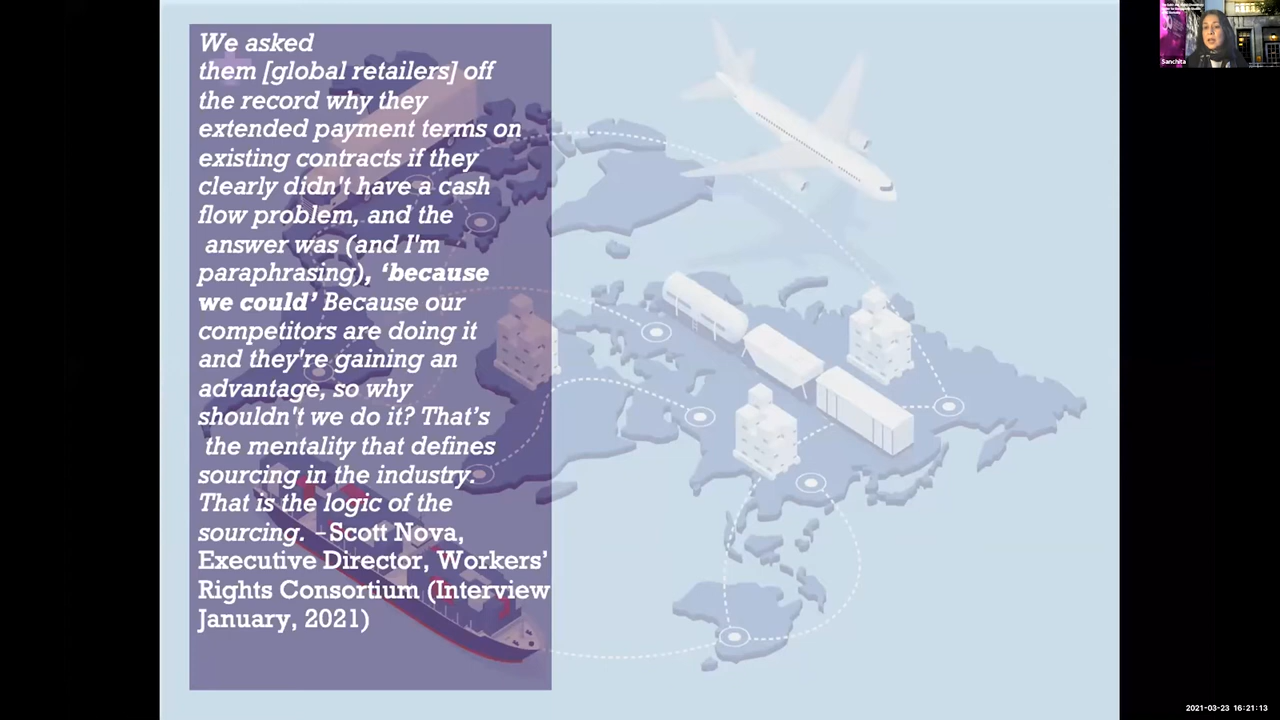 We asked
them [global retailers] off
the record why they
extended payment terms on
existing contracts if they
clearly didn't have a cash
flow problem, and the
answer was (and I'm
paraphrasing), ‘because
we could’ Because our
competitors are doing it
and they're gaining an
advantage, so why
shouldn't we do it? That’s
the mentality that defines
sourcing in the industry.
That is the logic of the
sourcing. –Scott Nova,
Executive Director, Workers’
Rights Consortium (Interview
January, 2021)
Sanchita
2021-03-23 16:21:13